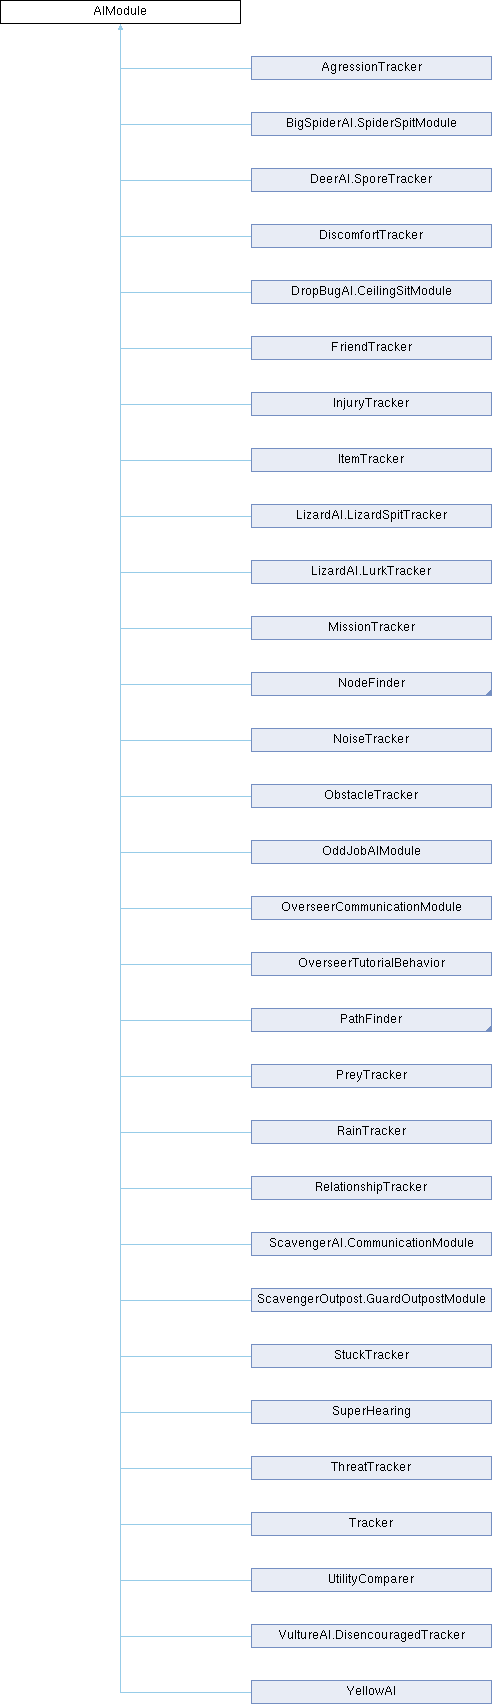 AIModule
AgressionTracker
BigSpiderAI.SpiderSpitModule
DeerAI.SporeTracker
DiscomfortTracker
DropBugAI.CeilingSitModule
FriendTracker
InjuryTracker
ItemTracker
LizardAI.LizardSpitTracker
LizardAI.LurkTracker
MissionTracker
NodeFinder
NoiseTracker
ObstacleTracker
OddJobAIModule
OverseerCommunicationModule
OverseerTutorialBehavior
PathFinder
PreyTracker
RainTracker
RelationshipTracker
ScavengerAI.CommunicationModule
ScavengerOutpost.GuardOutpostModule
StuckTracker
SuperHearing
ThreatTracker
Tracker
UtilityComparer
VultureAI.DisencouragedTracker
YellowAI